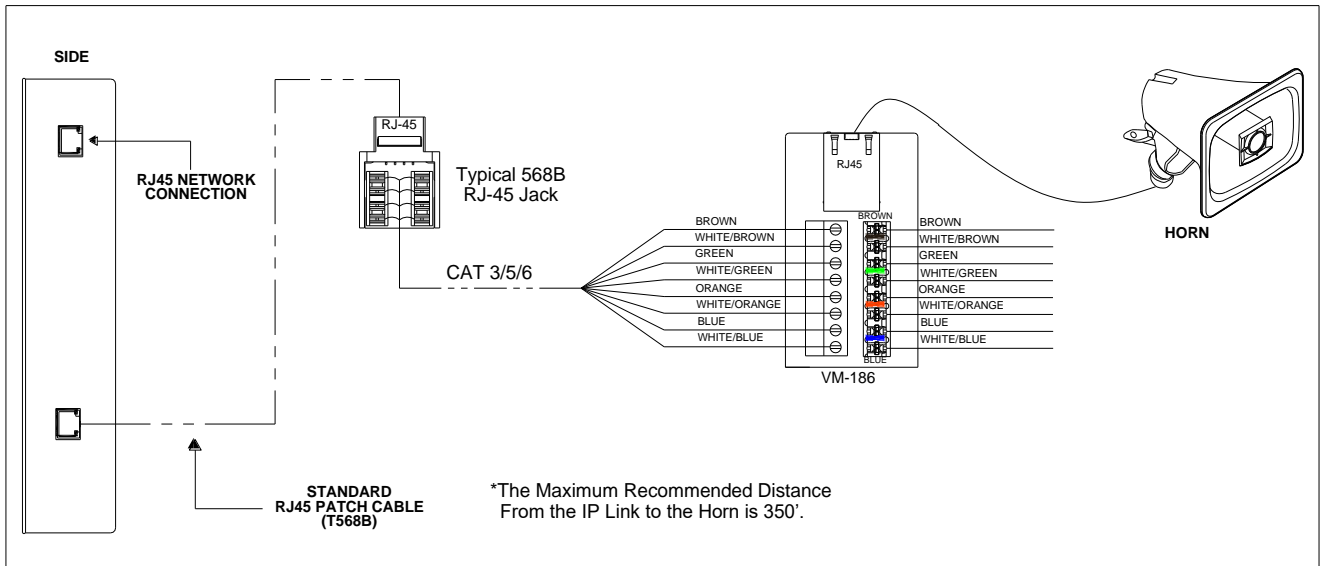 SIDE
RJ45 NETWORK
CONNECTION
RJ-45
Typical 568B
RJ-45 Jack
CAT 3/5/6
BROWN
WHITE/BROWN
GREEN
WHITE/GREEN
ORANGE
WHITE/ORANGE
BLUE
WHITE/BLUE
RJ45
BROWN
BLUE
VM-186
BROWN
WHITE/BROWN
GREEN
WHITE/GREEN
ORANGE
WHITE/ORANGE
BLUE
WHITE/BLUE
HORN
STANDARD
RJ45 PATCH CABLE
(T568B)
*The Maximum Recommended Distance
From the IP Link to the Horn is 350'.